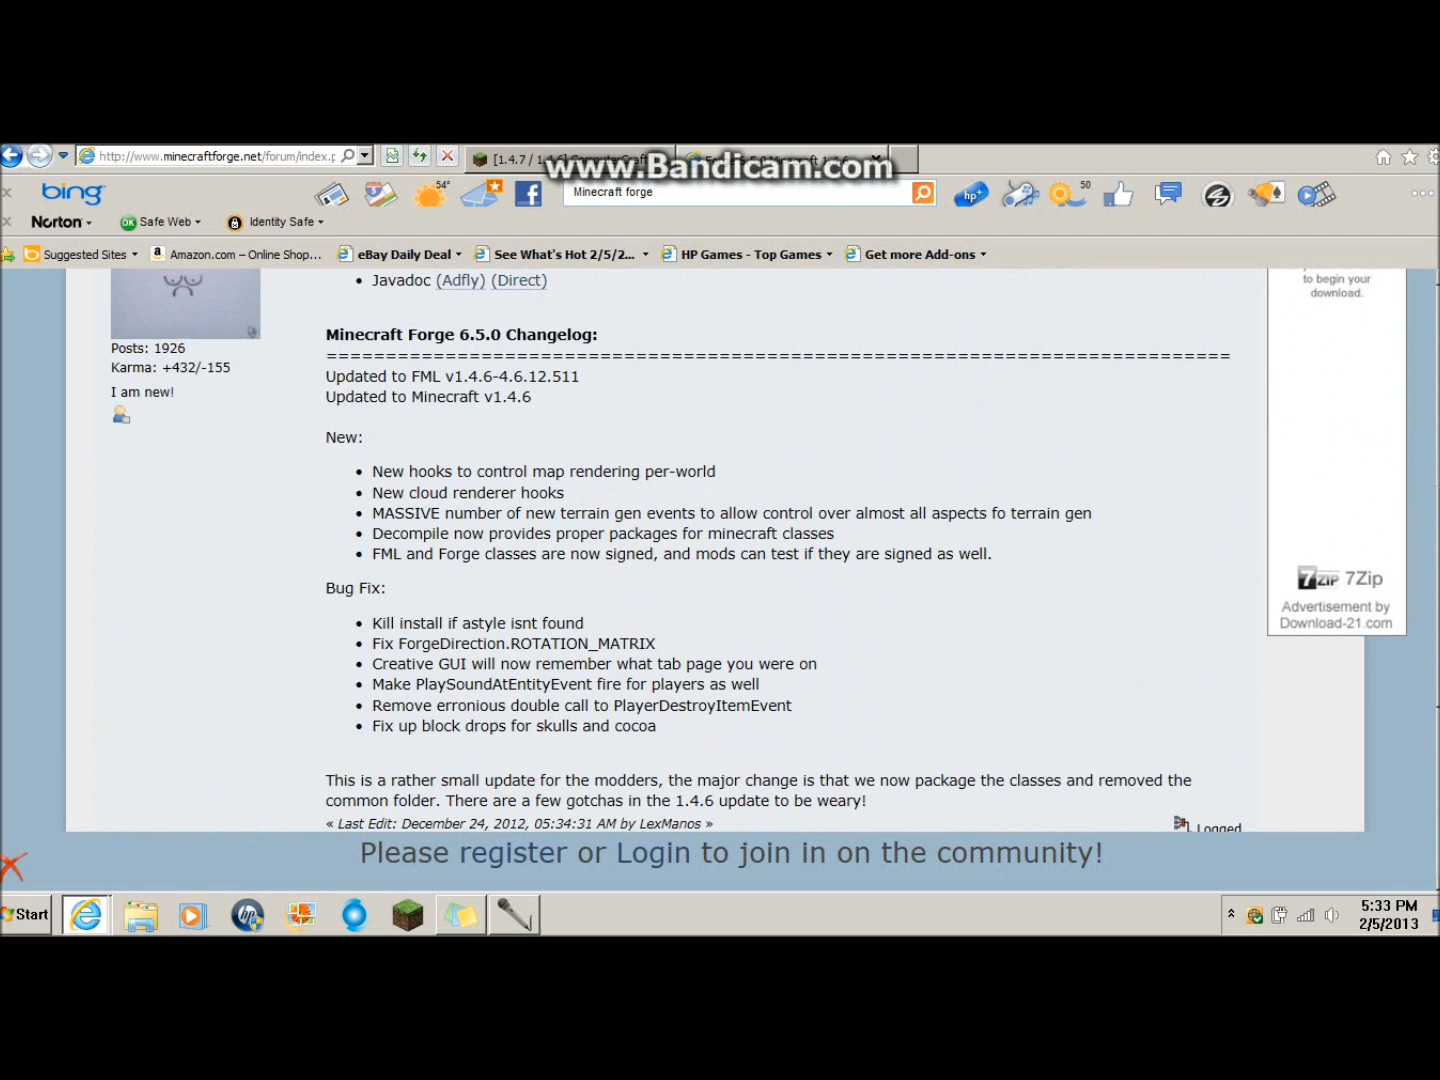 http://www.minecraftforge.net/forum/index.p
[1.4.7 / 1.4.6] ComputerCraft
www.Bandicam.com
bing
54°
Minecraft forge
hp+
50
Norton
OK Safe Web
Identity Safe
Suggested Sites
Amazon.com – Online Shop...
eBay Daily Deal
See What's Hot 2/5/2...
HP Games - Top Games
Get more Add-ons
Javadoc (Adfly) (Direct)
to begin your
download.
Minecraft Forge 6.5.0 Changelog:
============================================================================
Posts: 1926
Karma: +432/-155
I am new!
Updated to FML v1.4.6-4.6.12.511
Updated to Minecraft v1.4.6
New:
• New hooks to control map rendering per-world
• New cloud renderer hooks
• MASSIVE number of new terrain gen events to allow control over almost all aspects fo terrain gen
• Decompile now provides proper packages for minecraft classes
• FML and Forge classes are now signed, and mods can test if they are signed as well.
Bug Fix:
• Kill install if astyle isnt found
• Fix ForgeDirection.ROTATION_MATRIX
• Creative GUI will now remember what tab page you were on
• Make PlaySoundAtEntityEvent fire for players as well
• Remove erronious double call to PlayerDestroyItemEvent
• Fix up block drops for skulls and cocoa
7ZIP 7Zip
Advertisement by
Download-21.com
This is a rather small update for the modders, the major change is that we now package the classes and removed the
common folder. There are a few gotchas in the 1.4.6 update to be weary!
« Last Edit: December 24, 2012, 05:34:31 AM by LexManos »
Logged
Please register or Login to join in on the community!
Start
5:33 PM
2/5/2013